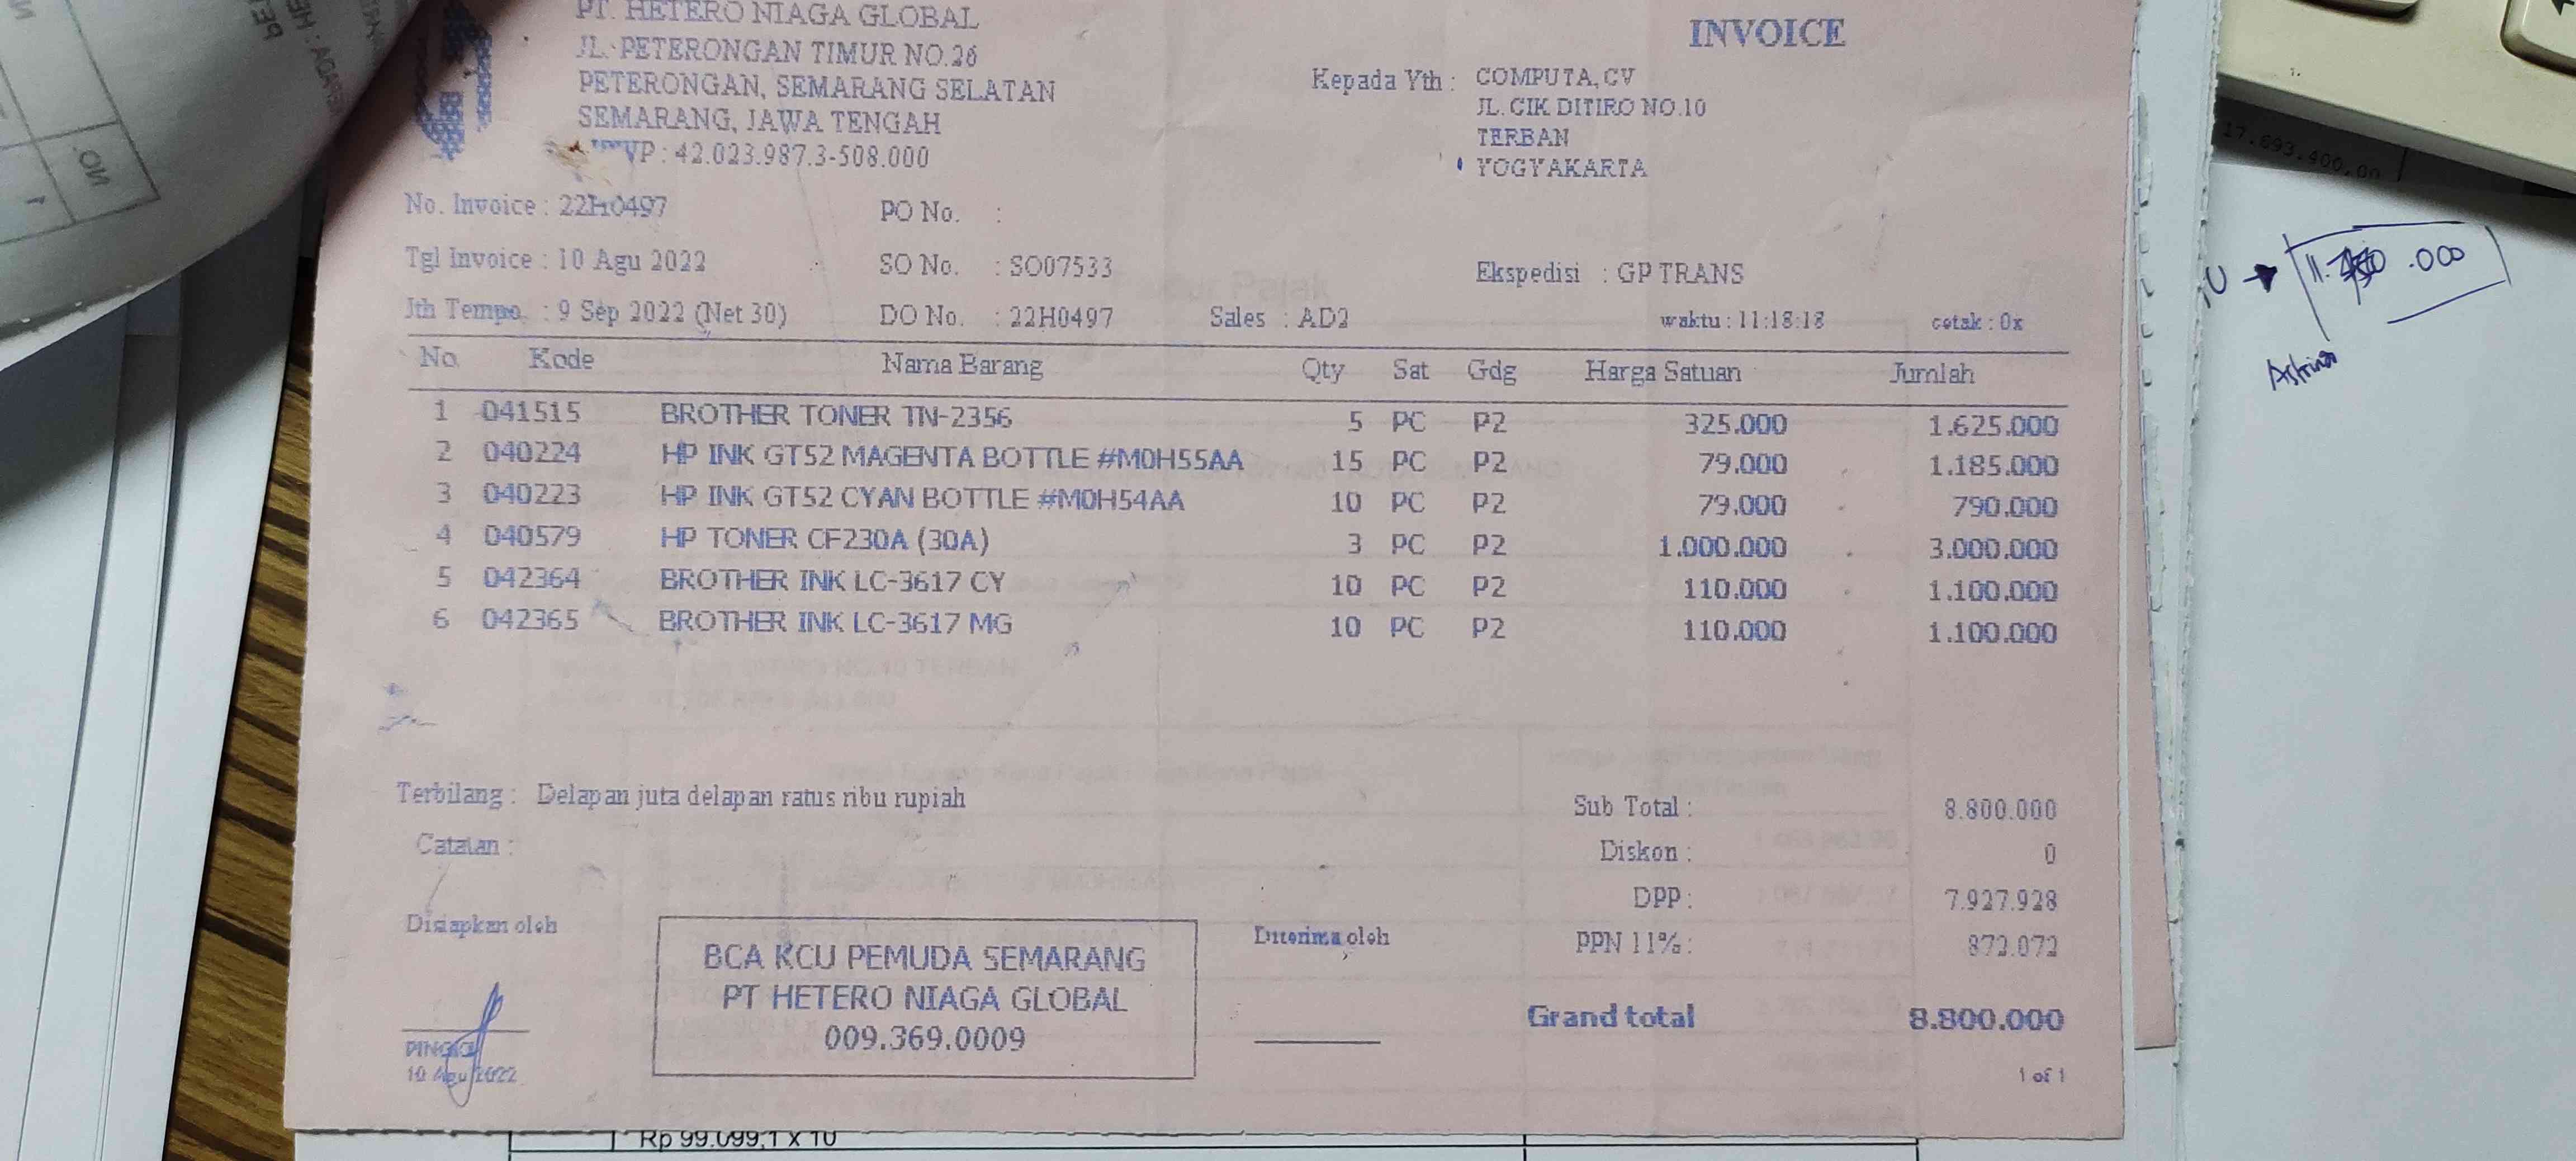 PT. HETERO NIAGA GLOBAL
JL. PETERONGAN TIMUR NO.26
PETERONGAN, SEMARANG SELATAN
SEMARANG, JAWA TENGAH
VP : 42.023.987.3-508.000
INVOICE
Kepada Yth : COMPUTA, CV
JL. CIK DITIRO NO.10
TERBAN
YOGYAKARTA
No. Invoice : 22H0497 PO No. :
Tgl Invoice : 10 Agu 2022 SO No. : SO07533 Ekspedisi : GP TRANS
Jth Tempo : 9 Sep 2022 (Net 30) DO No. : 22H0497 Sales : AD2 waktu : 11:18:18 cetak : 0x
No. Kode Nama Barang Qty Sat Gdg Harga Satuan Jumlah
1 041515 BROTHER TONER TN-2356 5 PC P2 325.000 1.625.000
2 040224 HP INK GT52 MAGENTA BOTTLE #M0H55AA 15 PC P2 79.000 1.185.000
3 040223 HP INK GT52 CYAN BOTTLE #M0H54AA 10 PC P2 79.000 790.000
4 040579 HP TONER CF230A (30A) 3 PC P2 1.000.000 3.000.000
5 042364 BROTHER INK LC-3617 CY 10 PC P2 110.000 1.100.000
6 042365 BROTHER INK LC-3617 MG 10 PC P2 110.000 1.100.000
Terbilang : Delapan juta delapan ratus ribu rupiah
Catatan :
Sub Total : 8.800.000
Diskon : 0
DPP : 7.927.928
PPN 11% : 872.072
Grand total 8.800.000
Disiapkan oleh
10 Agu 2022
BCA KCU PEMUDA SEMARANG
PT HETERO NIAGA GLOBAL
009.369.0009
Diterima oleh
1 of 1
Rp 99.099,1 x 10
17.693.400,00
NO.
1